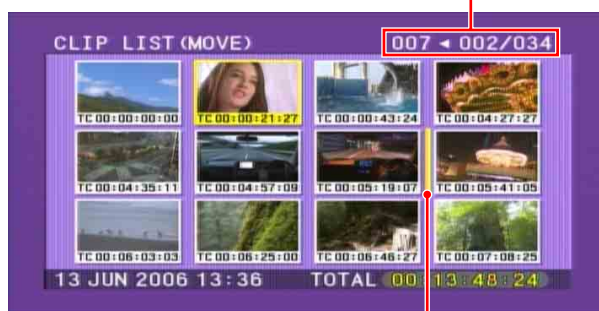 CLIP LIST(MOVE) 007 ◄ 002/034
TC 00:00:00:00 TC 00:00:21:27 TC 00:00:43:24 TC 00:04:27:27
TC 00:04:35:11 TC 00:04:57:09 TC 00:05:19:07 TC 00:05:41:05
TC 00:06:03:03 TC 00:06:25:00 TC 00:06:46:27 TC 00:07:08:25
13 JUN 2006 13:36 TOTAL 00:13:48:24